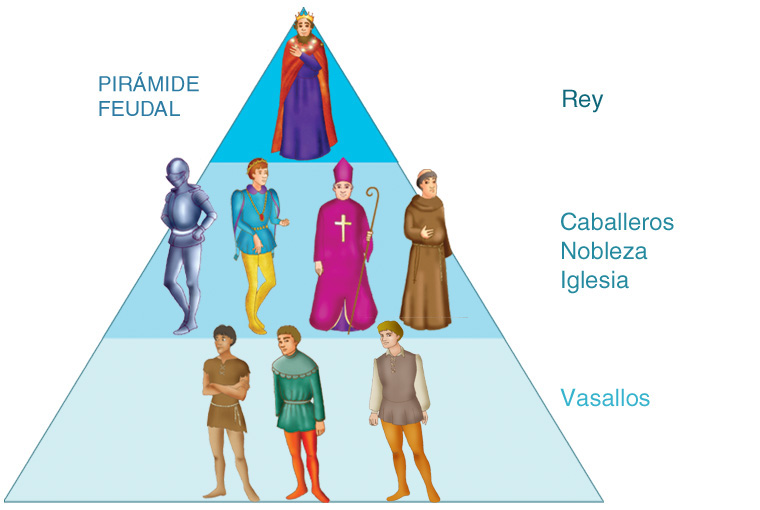 PIRÁMIDE
FEUDAL
Rey
Caballeros
Nobleza
Iglesia
Vasallos